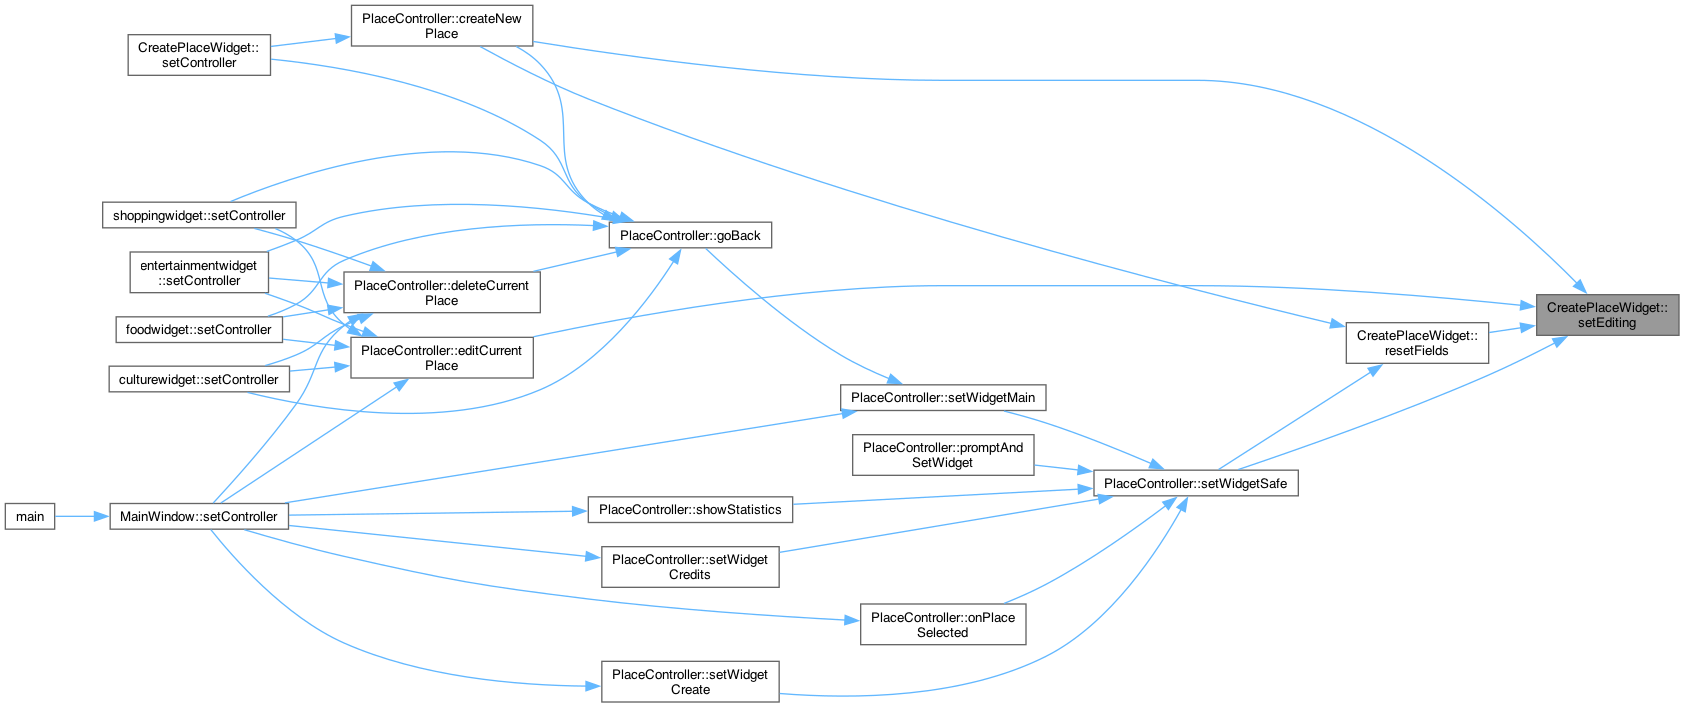 PlaceController::createNew
Place
CreatePlaceWidget::
setController
shoppingwidget::setController
PlaceController::goBack
entertainmentwidget
::setController
PlaceController::deleteCurrent
Place
CreatePlaceWidget::
setEditing
foodwidget::setController
CreatePlaceWidget::
resetFields
PlaceController::editCurrent
Place
culturewidget::setController
PlaceController::setWidgetMain
PlaceController::promptAnd
SetWidget
PlaceController::setWidgetSafe
main
MainWindow::setController
PlaceController::showStatistics
PlaceController::setWidget
Credits
PlaceController::onPlace
Selected
PlaceController::setWidget
Create